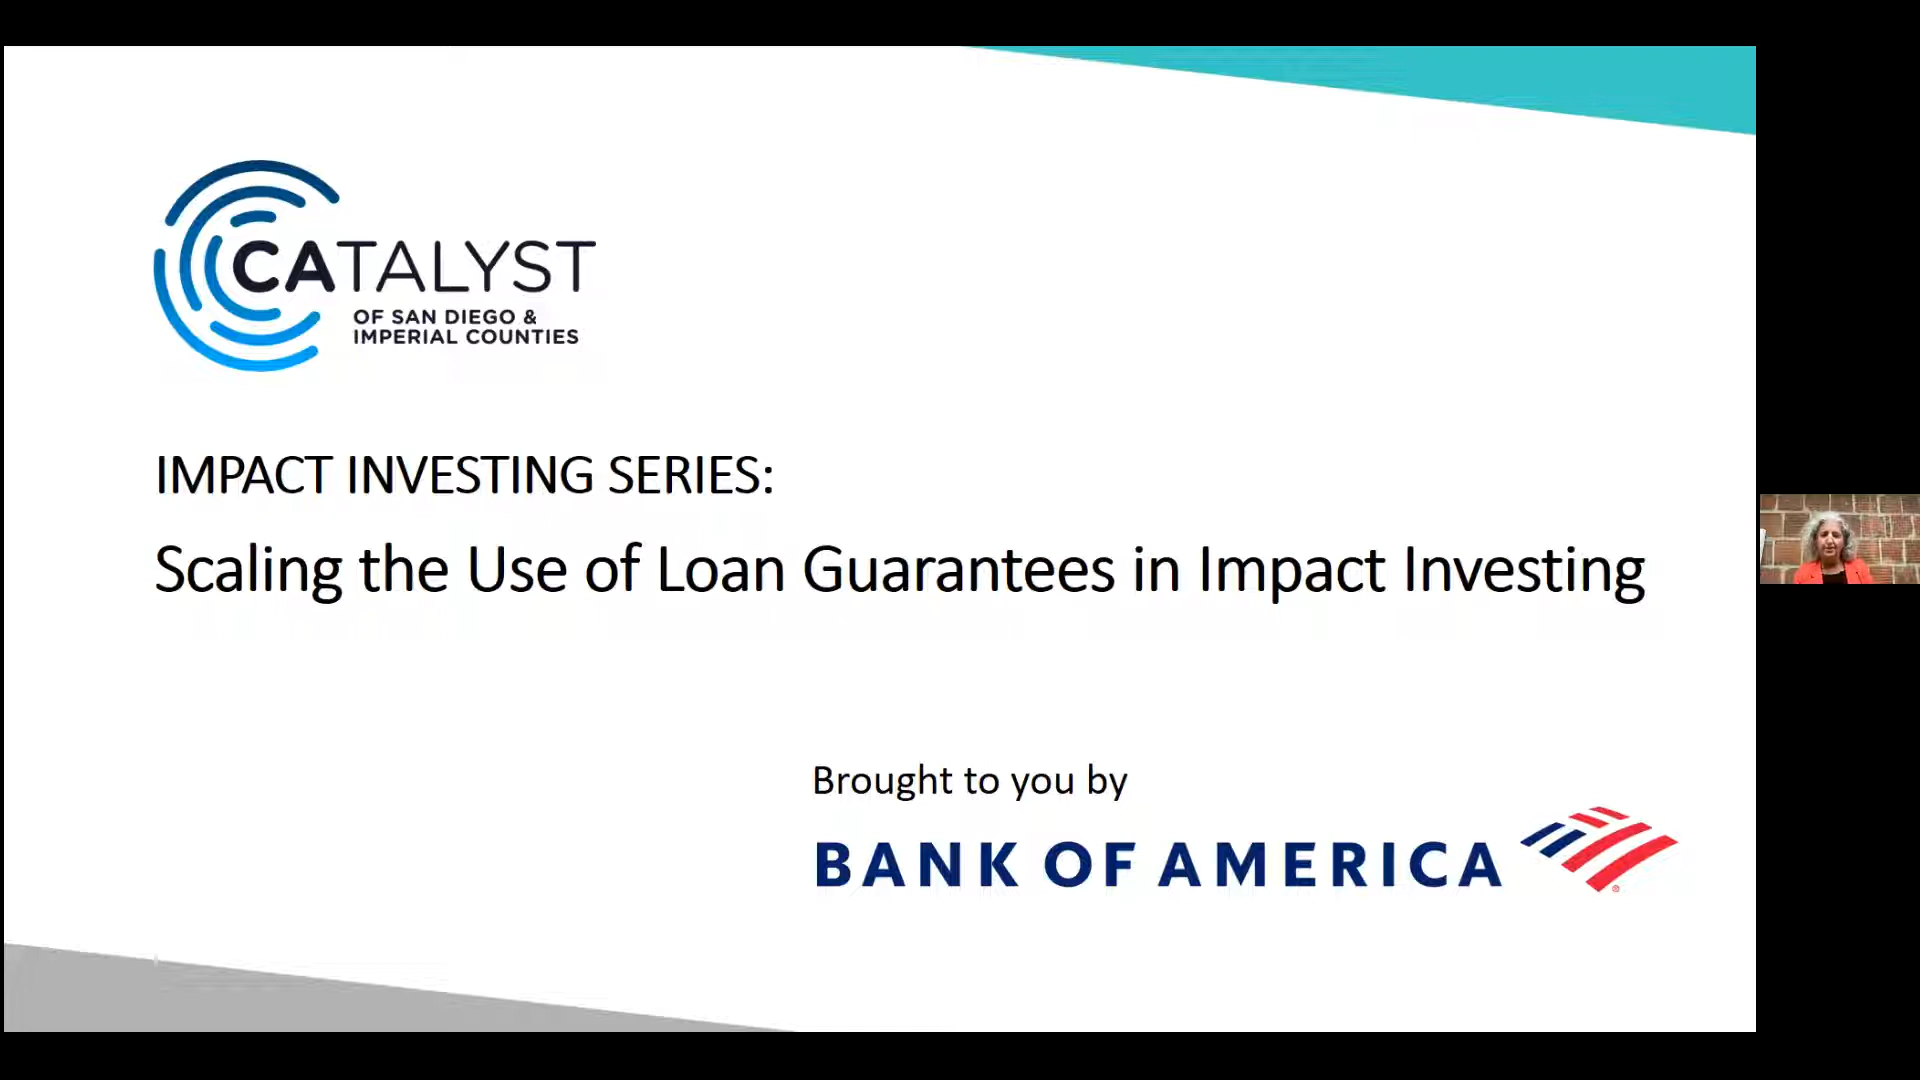 CATALYST
OF SAN DIEGO &
IMPERIAL COUNTIES
IMPACT INVESTING SERIES:
Scaling the Use of Loan Guarantees in Impact Investing
Brought to you by
BANK OF AMERICA
®